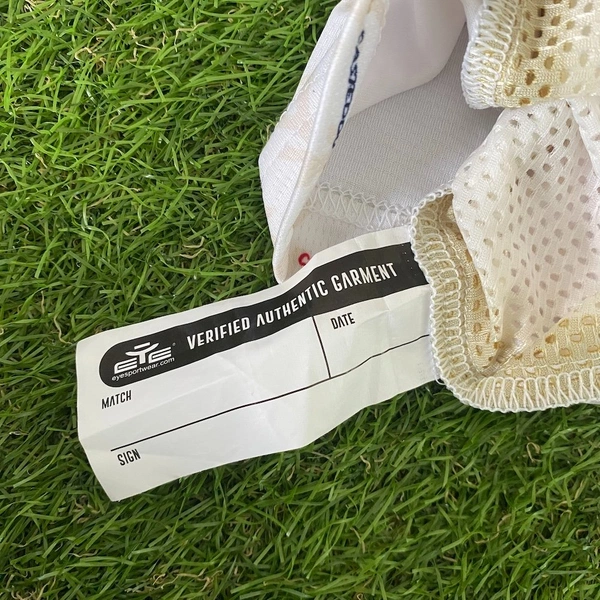 EYE®
eyesportwear.com
VERIFIED AUTHENTIC GARMENT
MATCH
DATE
SIGN